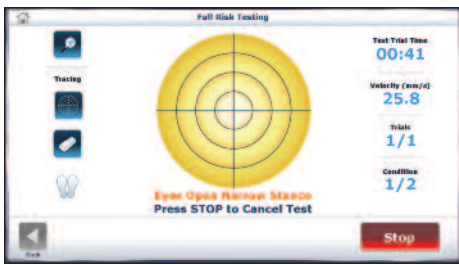 Fall Risk Testing
Tracing
Test Trial Time
00:41
Velocity (mm/s)
25.8
Trials
1/1
Condition
1/2
Eyes Open Narrow Stance
Press STOP to Cancel Test
Back
Stop